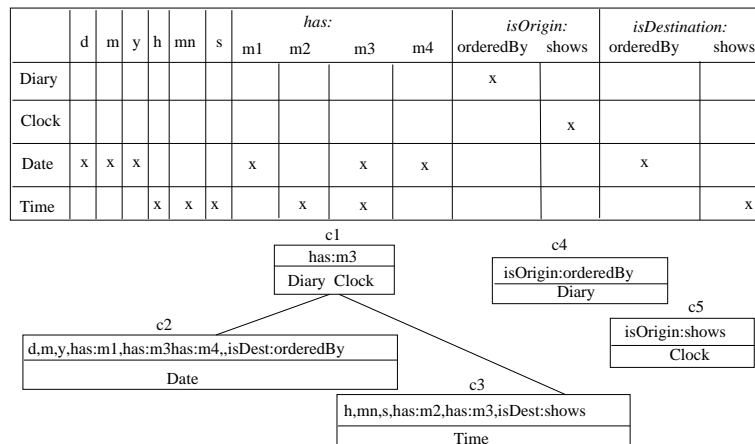 has: isOrigin: isDestination:
d m y h mn s m1 m2 m3 m4 orderedBy shows orderedBy shows
Diary x
Clock x
Date x x x x x x x
Time x x x x x x
c1
has:m3
Diary Clock
c4
isOrigin:orderedBy
Diary
c5
isOrigin:shows
Clock
c2
d,m,y,has:m1,has:m3has:m4,,isDest:orderedBy
Date
c3
h,mn,s,has:m2,has:m3,isDest:shows
Time